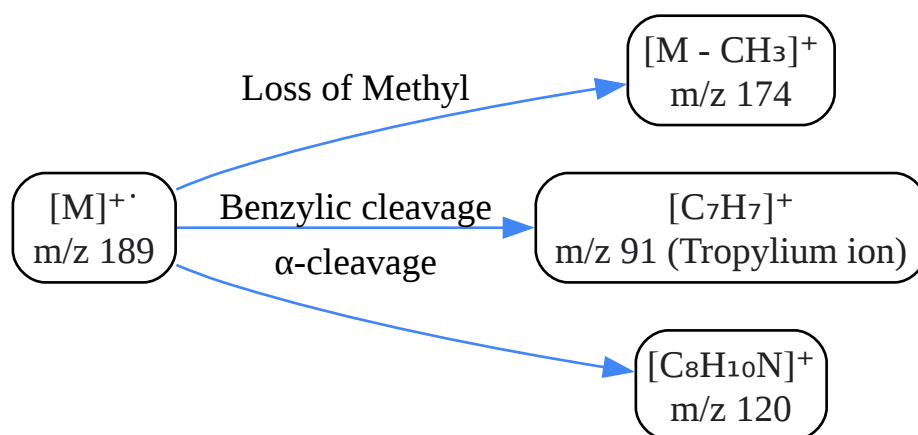 [M - CH₃]⁺
m/z 174
Loss of Methyl
[M]⁺˙
m/z 189
Benzylic cleavage
[C₇H₇]⁺
m/z 91 (Tropylium ion)
α-cleavage
[C₈H₁₀N]⁺
m/z 120